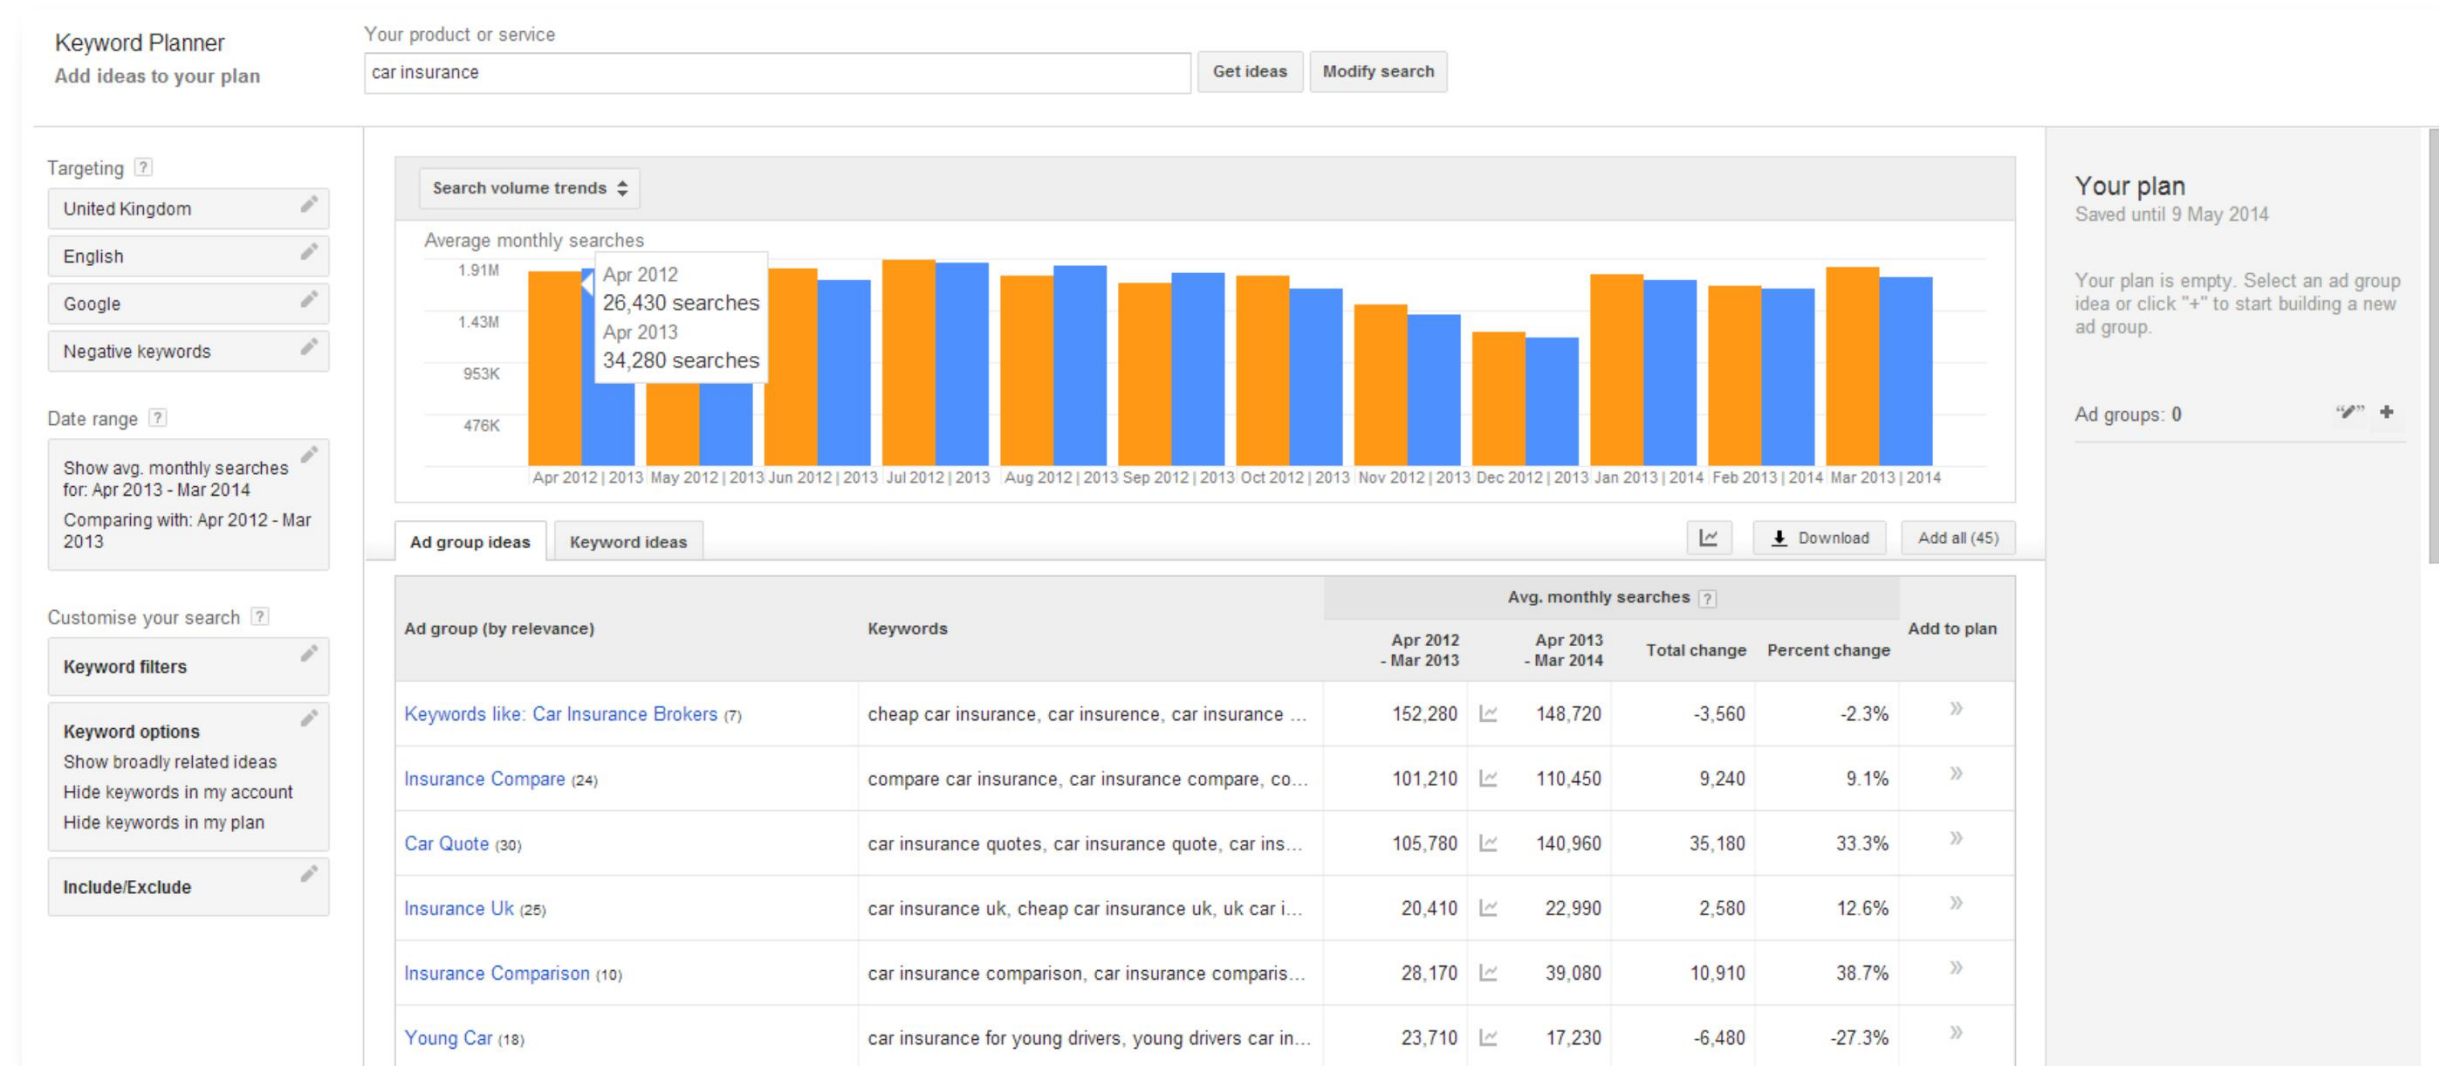 Keyword Planner
Add ideas to your plan
Your product or service
car insurance
Get ideas
Modify search
Targeting ?
United Kingdom
English
Google
Negative keywords
Date range ?
Show avg. monthly searches
for: Apr 2013 - Mar 2014
Comparing with: Apr 2012 - Mar
2013
Customise your search ?
Keyword filters
Keyword options
Show broadly related ideas
Hide keywords in my account
Hide keywords in my plan
Include/Exclude
Search volume trends
Average monthly searches
1.91M
1.43M
953K
476K
Apr 2012
26,430 searches
Apr 2013
34,280 searches
Apr 2012 | 2013 May 2012 | 2013 Jun 2012 | 2013 Jul 2012 | 2013 Aug 2012 | 2013 Sep 2012 | 2013 Oct 2012 | 2013 Nov 2012 | 2013 Dec 2012 | 2013 Jan 2013 | 2014 Feb 2013 | 2014 Mar 2013 | 2014
Ad group ideas
Keyword ideas
Download
Add all (45)
Ad group (by relevance)
Keywords
Avg. monthly searches ?
Apr 2012
- Mar 2013
Apr 2013
- Mar 2014
Total change
Percent change
Add to plan
Keywords like: Car Insurance Brokers (7) cheap car insurance, car insurence, car insurance ... 152,280 148,720 -3,560 -2.3% »
Insurance Compare (24) compare car insurance, car insurance compare, co... 101,210 110,450 9,240 9.1% »
Car Quote (30) car insurance quotes, car insurance quote, car ins... 105,780 140,960 35,180 33.3% »
Insurance Uk (25) car insurance uk, cheap car insurance uk, uk car i... 20,410 22,990 2,580 12.6% »
Insurance Comparison (10) car insurance comparison, car insurance comparis... 28,170 39,080 10,910 38.7% »
Young Car (18) car insurance for young drivers, young drivers car in... 23,710 17,230 -6,480 -27.3% »
Your plan
Saved until 9 May 2014
Your plan is empty. Select an ad group
idea or click "+" to start building a new
ad group.
Ad groups: 0